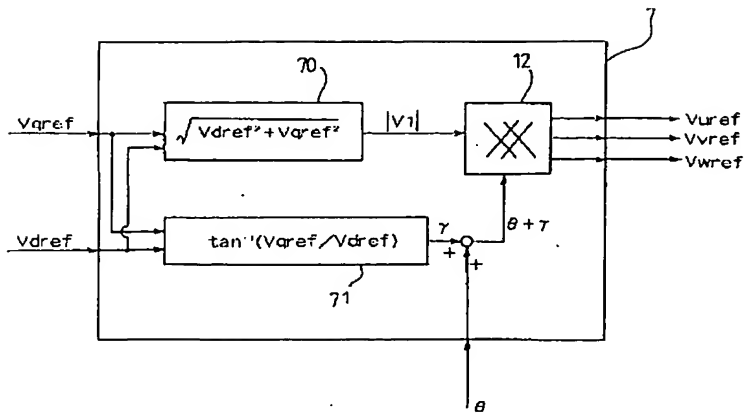 7
70
12
Vqref
√Vdref²+Vqref²
|V1|
Vuref
Vvref
Vwref
Vdref
tan⁻¹(Vqref/Vdref)
γ
θ+γ
+
+
71
θ